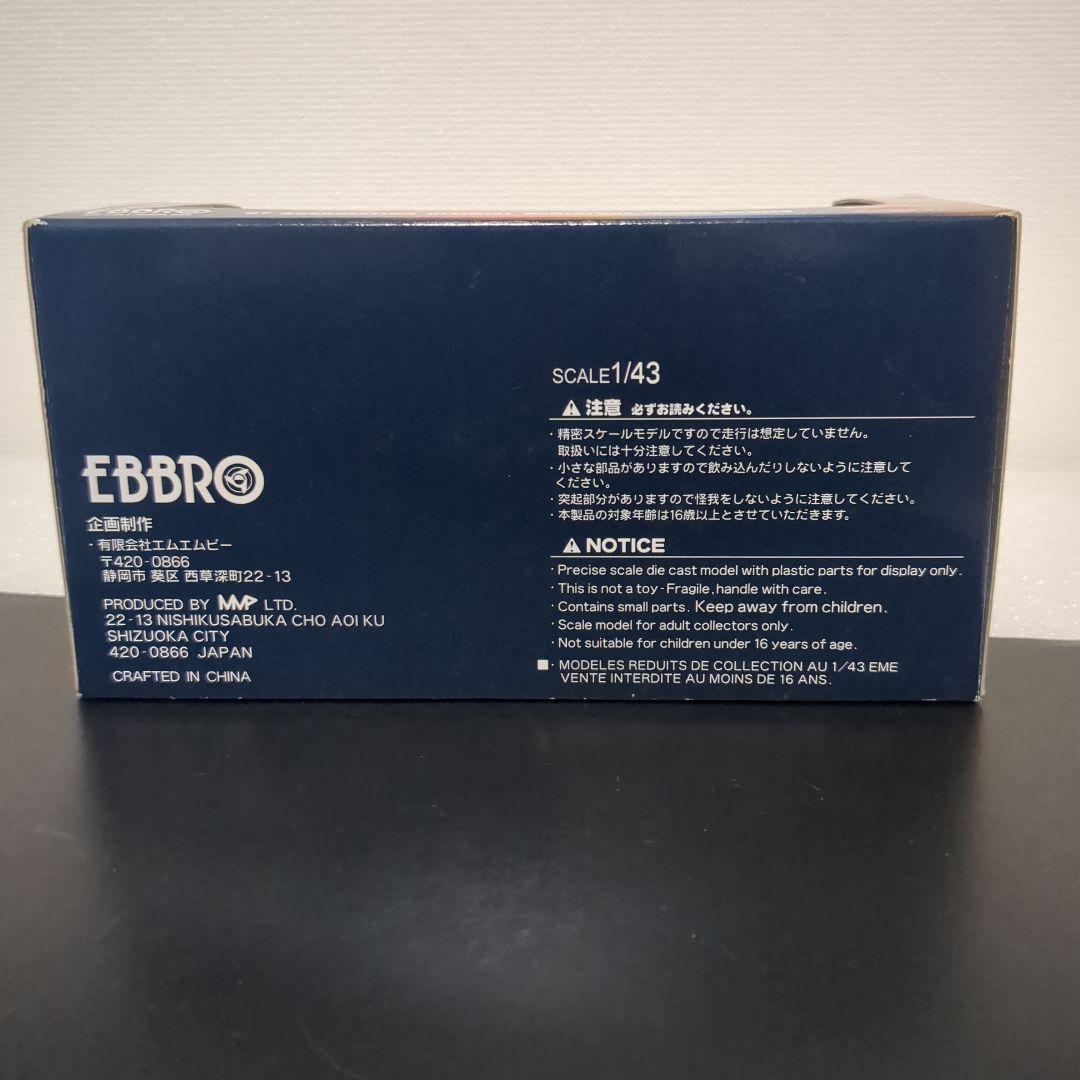 EBBRO
EBBRO
企画制作
・有限会社エムエムピー
〒420-0866
静岡市 葵区 西草深町22-13
PRODUCED BY MMP LTD.
22-13 NISHIKUSABUKA CHO AOI KU
SHIZUOKA CITY
420-0866 JAPAN
CRAFTED IN CHINA
SCALE1/43
注意 必ずお読みください。
・精密スケールモデルですので走行は想定していません。
取扱いには十分注意してください。
・小さな部品がありますので飲み込んだりしないように注意して
ください。
・突起部分がありますので怪我をしないように注意してください。
・本製品の対象年齢は16歳以上とさせていただきます。
NOTICE
・Precise scale die cast model with plastic parts for display only.
・This is not a toy-Fragile, handle with care.
・Contains small parts. Keep away from children.
・Scale model for adult collectors only.
・Not suitable for children under 16 years of age.
■・MODELES REDUITS DE COLLECTION AU 1/43 EME
VENTE INTERDITE AU MOINS DE 16 ANS.